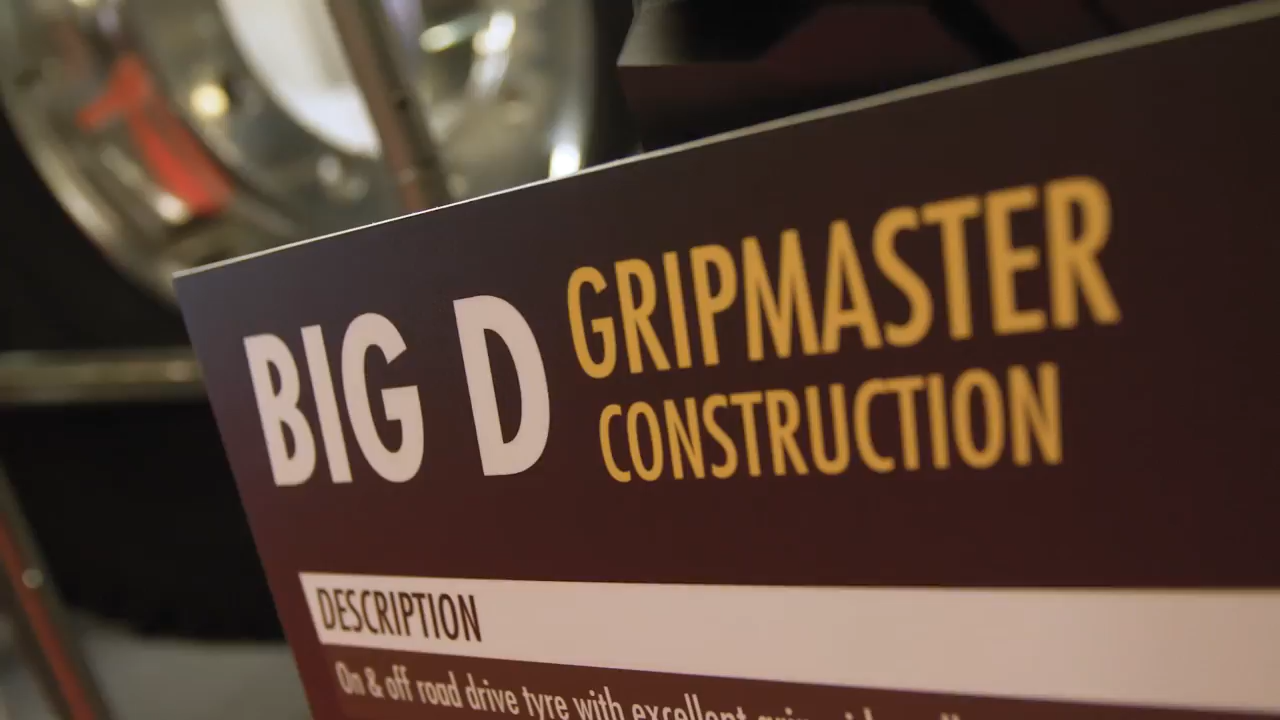 BIG D
GRIPMASTER
CONSTRUCTION
DESCRIPTION
On & off road drive tyre with excellent